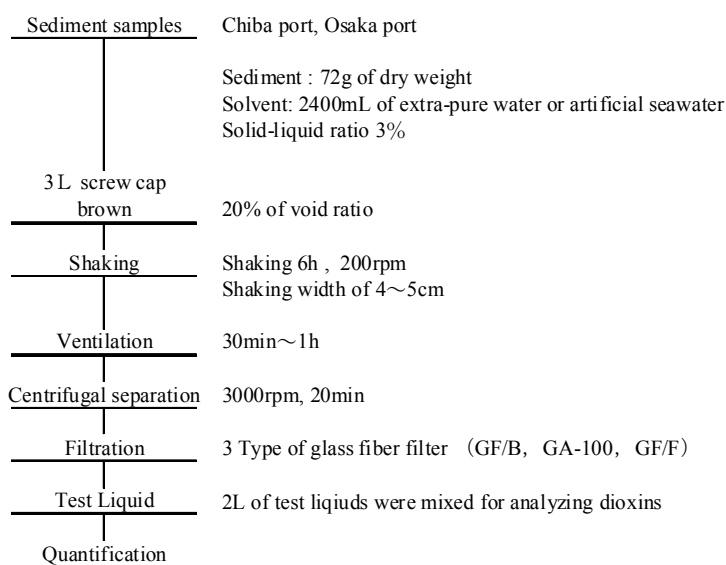 Sediment samples Chiba port, Osaka port
Sediment : 72g of dry weight
Solvent: 2400mL of extra-pure water or artificial seawater
Solid-liquid ratio 3%
3L screw cap
brown 20% of void ratio
Shaking Shaking 6h , 200rpm
Shaking width of 4～5cm
Ventilation 30min～1h
Centrifugal separation 3000rpm, 20min
Filtration 3 Type of glass fiber filter （GF/B, GA-100, GF/F）
Test Liquid 2L of test liqiuds were mixed for analyzing dioxins
Quantification